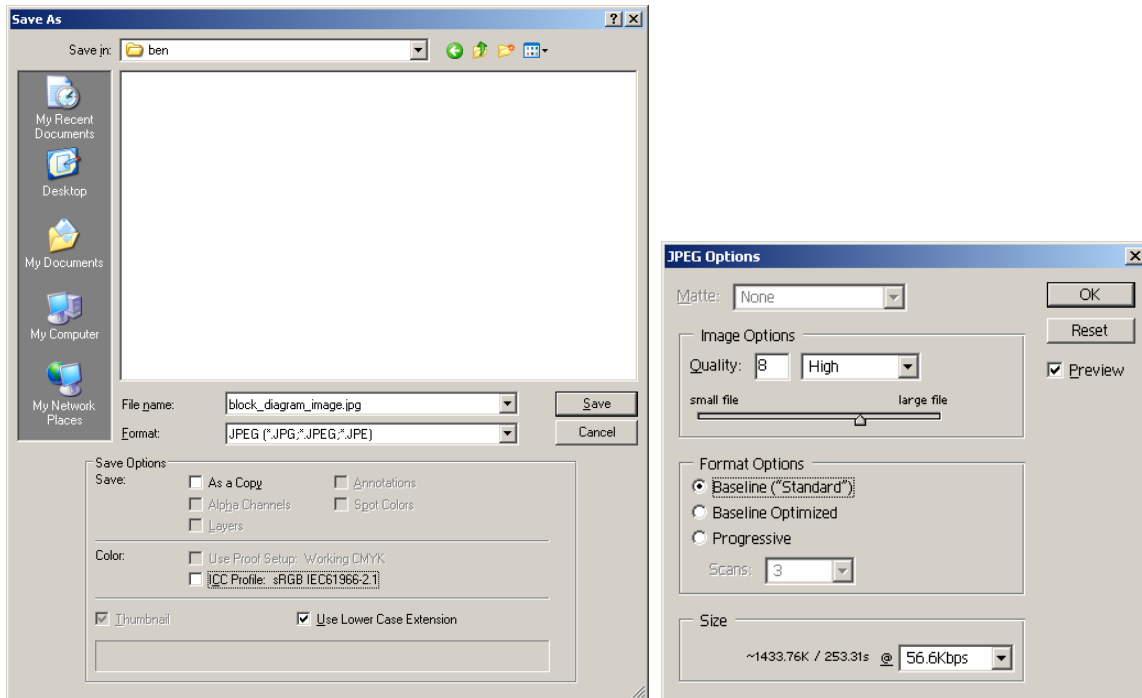 Save As
Save in: ben
My Recent
Documents
Desktop
My Documents
My Computer
My Network
Places
File name: block_diagram_image.jpg Save
Format: JPEG (*.JPG;*.JPEG;*.JPE) Cancel
Save Options
Save: As a Copy Annotations
Alpha Channels Spot Colors
Layers
Color: Use Proof Setup: Working CMYK
ICC Profile: sRGB IEC61966-2.1
Thumbnail Use Lower Case Extension
JPEG Options
Matte: None OK
Reset
Image Options
Quality: 8 High Preview
small file large file
Format Options
Baseline ("Standard")
Baseline Optimized
Progressive
Scans: 3
Size
~1433.76K / 253.31s @ 56.6Kbps